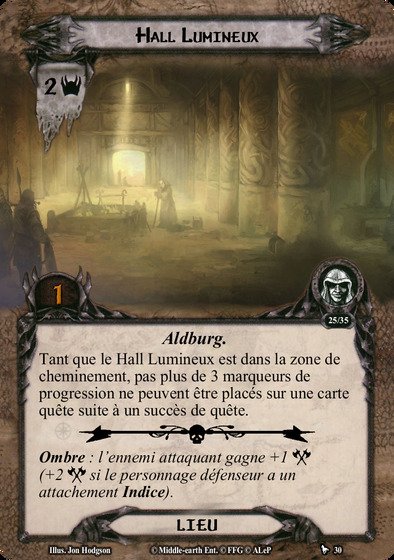 Hall Lumineux
2
1
25/35
Aldburg.
Tant que le Hall Lumineux est dans la zone de
cheminement, pas plus de 3 marqueurs de
progression ne peuvent être placés sur une carte
quête suite à un succès de quête.
Ombre : l'ennemi attaquant gagne +1
(+2 si le personnage défenseur a un
attachement Indice).
Illus. Jon Hodgson
LIEU
©Middle-earth Ent. © FFG © ALeP
30